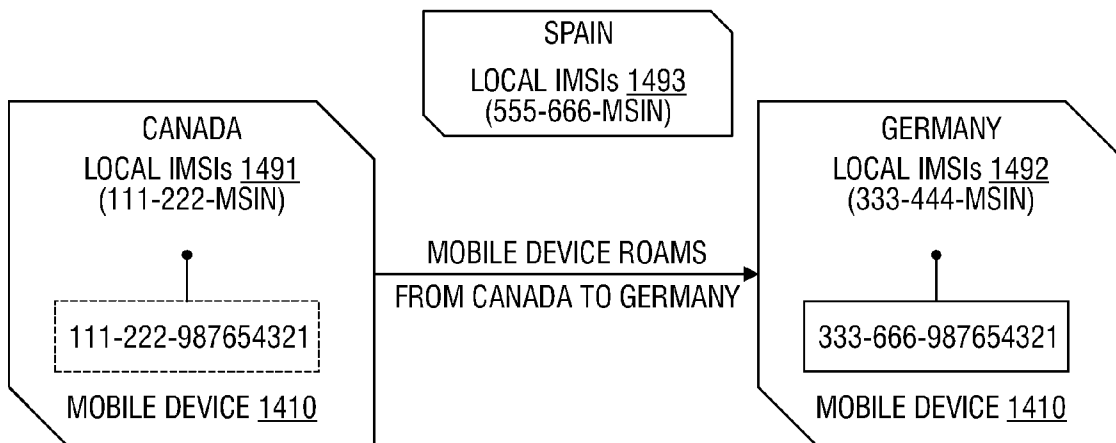 SPAIN
LOCAL IMSIs 1493
(555-666-MSIN)
CANADA
LOCAL IMSIs 1491
(111-222-MSIN)
111-222-987654321
MOBILE DEVICE 1410
MOBILE DEVICE ROAMS
FROM CANADA TO GERMANY
GERMANY
LOCAL IMSIs 1492
(333-444-MSIN)
333-666-987654321
MOBILE DEVICE 1410